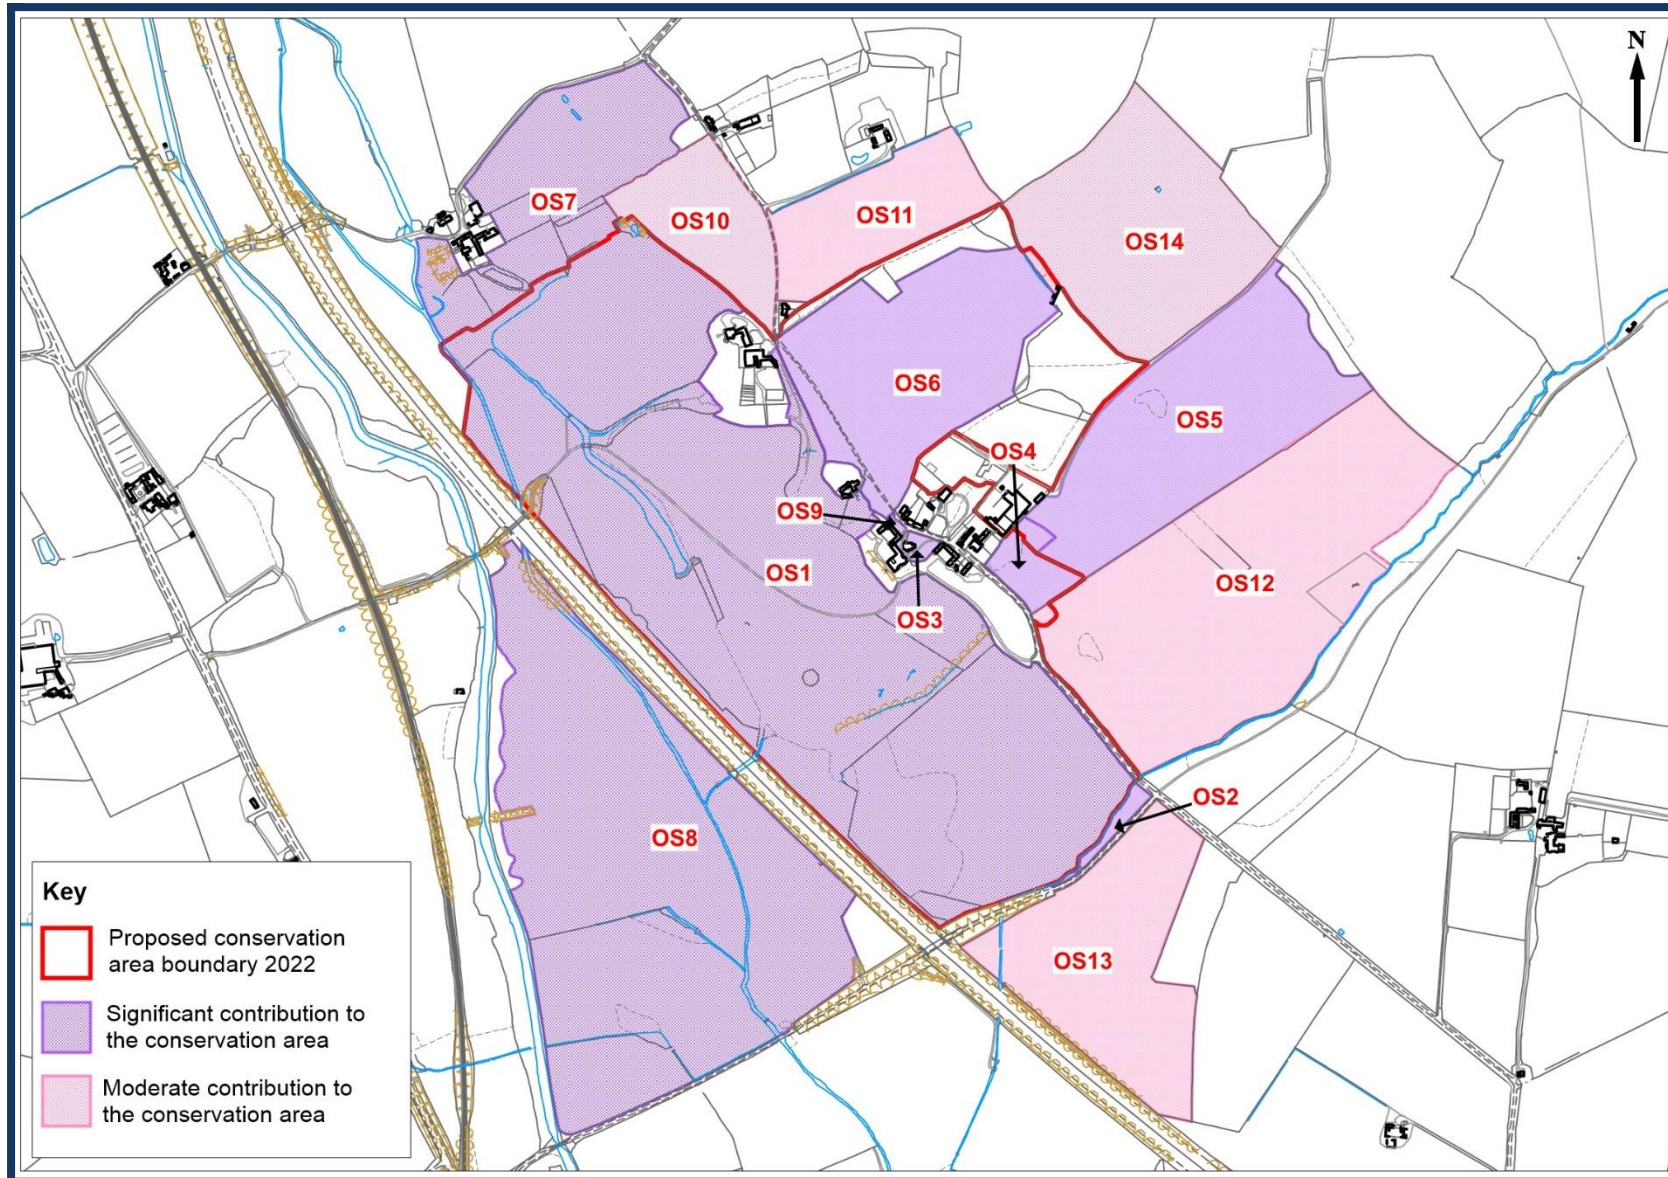 N
OS7
OS10
OS11
OS14
OS6
OS5
OS4
OS9
OS1
OS12
OS3
OS2
OS8
OS13
Key
Proposed conservation
area boundary 2022
Significant contribution to
the conservation area
Moderate contribution to
the conservation area